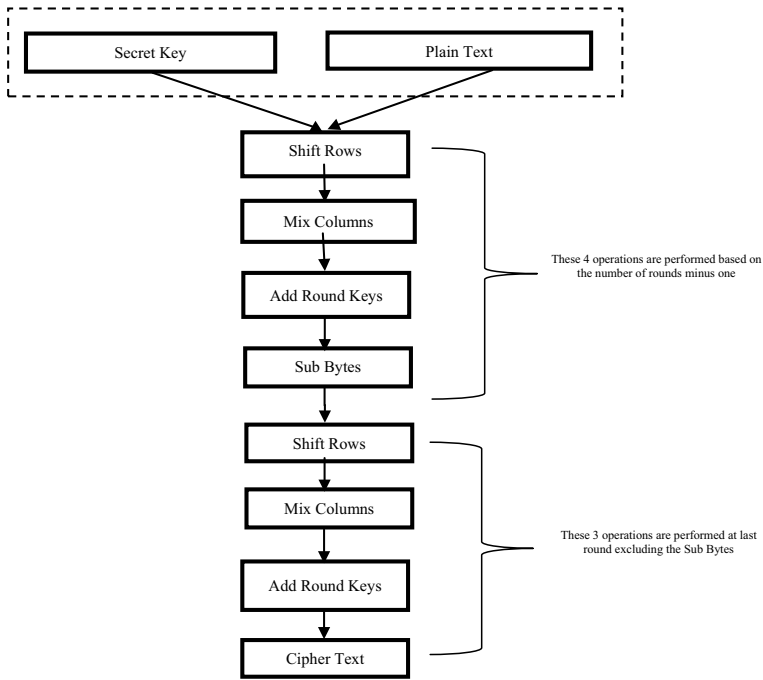 Secret Key
Plain Text
Shift Rows
Mix Columns
These 4 operations are performed based on
the number of rounds minus one
Add Round Keys
Sub Bytes
Shift Rows
Mix Columns
These 3 operations are performed at last
round excluding the Sub Bytes
Add Round Keys
Cipher Text